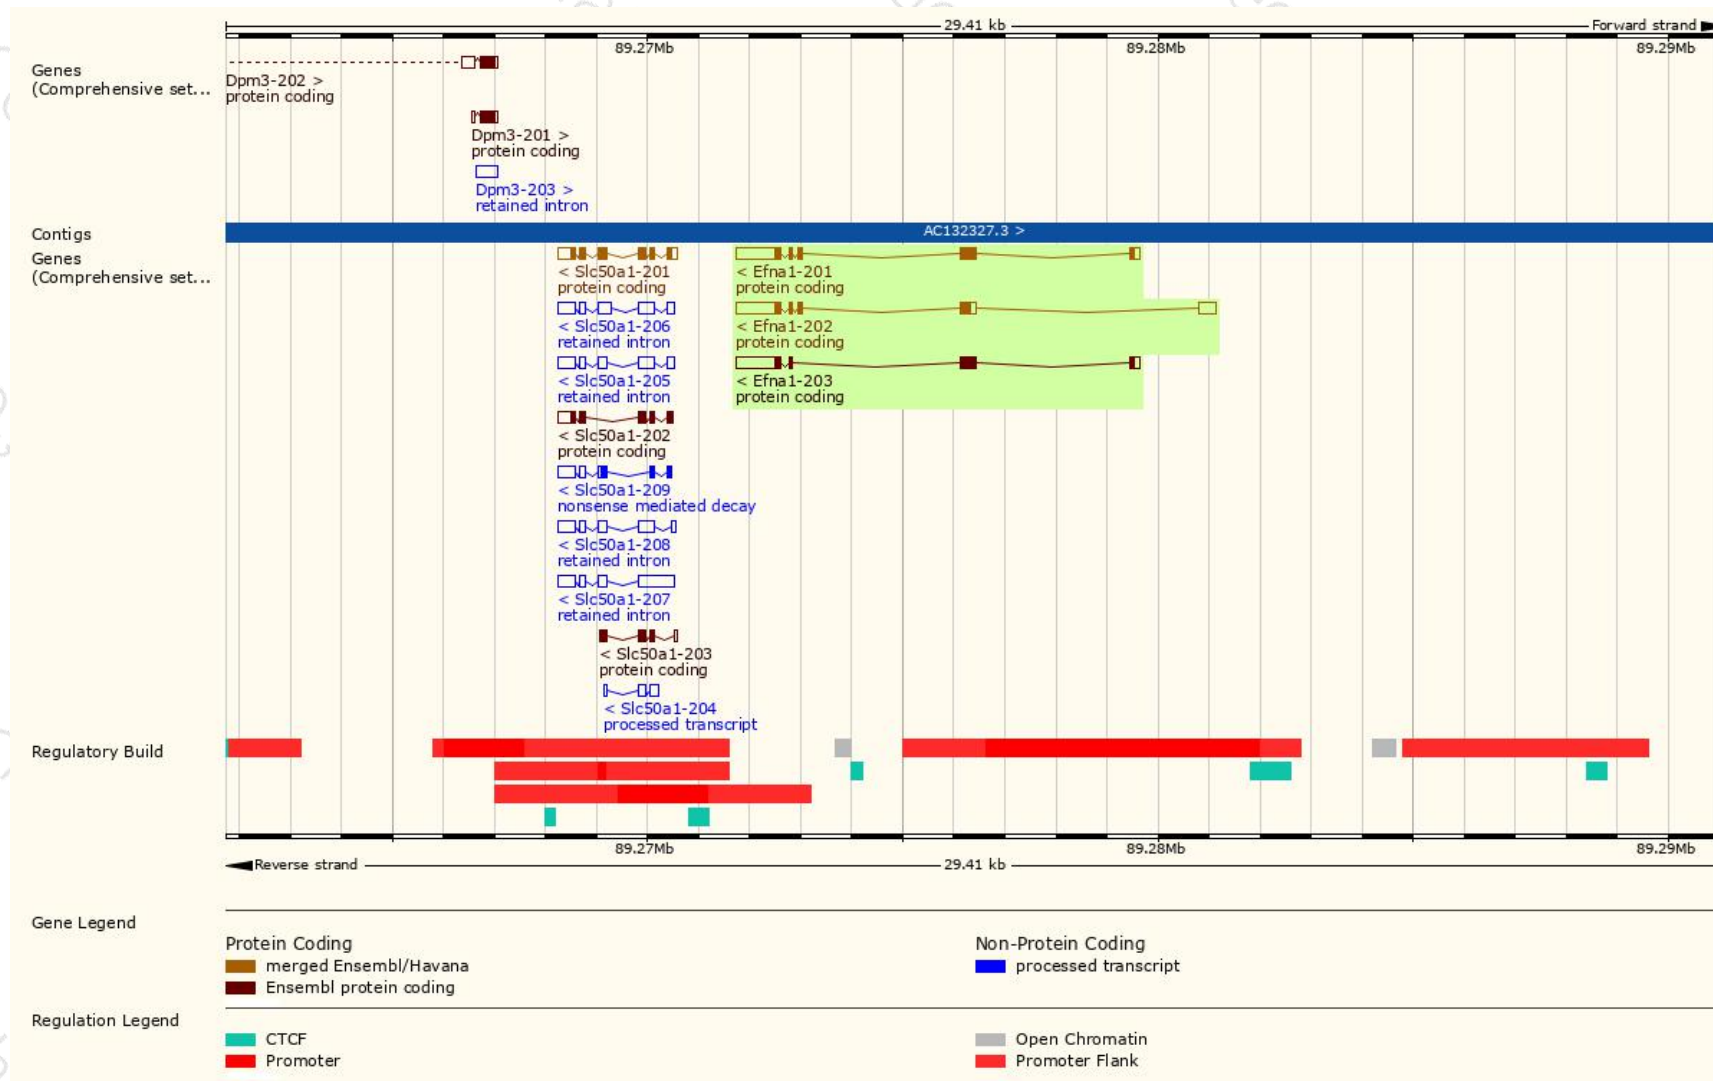 29.41 kb
Forward strand
89.27Mb 89.28Mb 89.29Mb
Genes
(Comprehensive set...
Dpm3-202 >
protein coding
Dpm3-201 >
protein coding
Dpm3-203 >
retained intron
Contigs
AC132327.3 >
Genes
(Comprehensive set...
< Slc50a1-201
protein coding
< Efna1-201
protein coding
< Slc50a1-206
retained intron
< Efna1-202
protein coding
< Slc50a1-205
retained intron
< Efna1-203
protein coding
< Slc50a1-202
protein coding
< Slc50a1-209
nonsense mediated decay
< Slc50a1-208
retained intron
< Slc50a1-207
retained intron
< Slc50a1-203
protein coding
< Slc50a1-204
processed transcript
Regulatory Build
89.27Mb 89.28Mb 89.29Mb
Reverse strand
29.41 kb
Gene Legend
Protein Coding
merged Ensembl/Havana
Ensembl protein coding
Non-Protein Coding
processed transcript
Regulation Legend
CTCF
Promoter
Open Chromatin
Promoter Flank